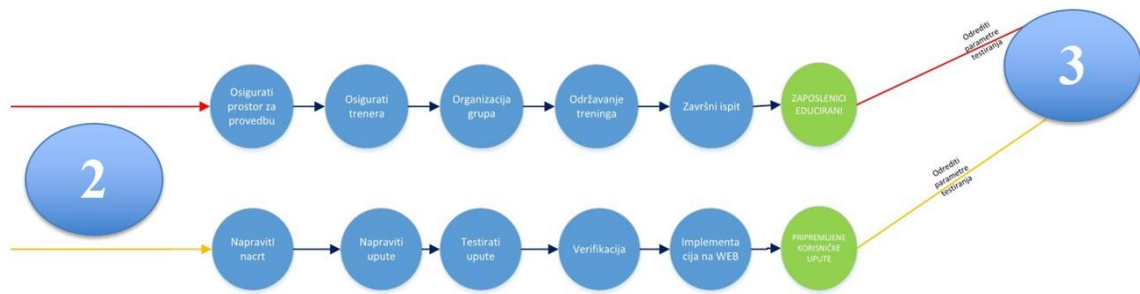 2
Osigurati
prostor za
provedbu
Osigurati
trenera
Organizacija
grupa
Održavanje
treninga
Završni ispit
ZAPOSLENICI
EDUCIRANI
Odrediti
parametre
testiranja
3
NapravitI
nacrt
Napraviti
upute
Testirati
upute
Verifikacija
Implementa
cija na WEB
PRIPREMLJENE
KORISNIČKE
UPUTE
Odrediti
parametre
testiranja